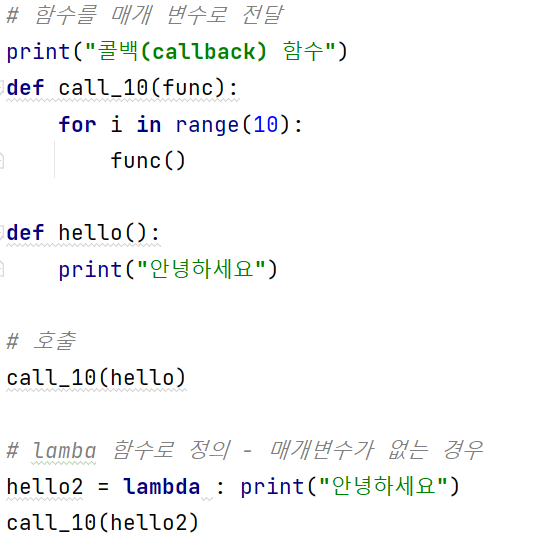 # 함수를 매개 변수로 전달
print("콜백(callback) 함수")
def call_10(func):
    for i in range(10):
        func()
def hello():
    print("안녕하세요")
# 호출
call_10(hello)
# lamba 함수로 정의 - 매개변수가 없는 경우
hello2 = lambda : print("안녕하세요")
call_10(hello2)